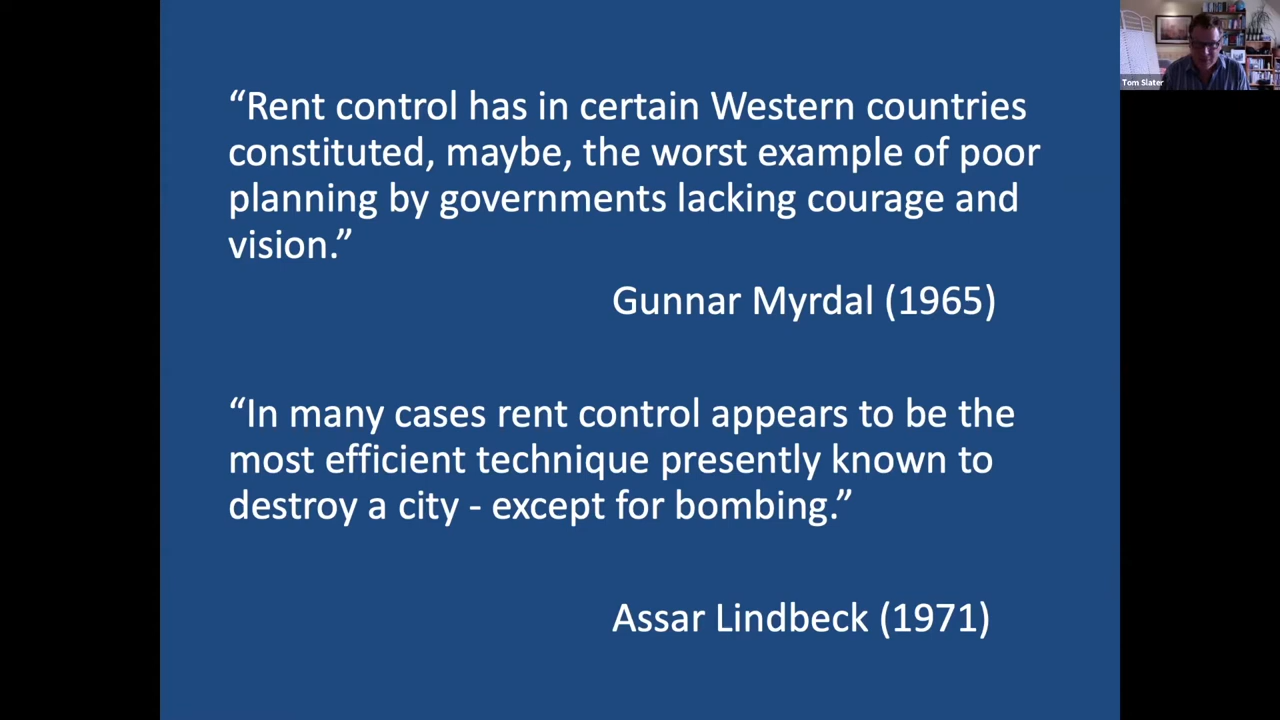 “Rent control has in certain Western countries
constituted, maybe, the worst example of poor
planning by governments lacking courage and
vision.”
Gunnar Myrdal (1965)
“In many cases rent control appears to be the
most efficient technique presently known to
destroy a city - except for bombing.”
Assar Lindbeck (1971)
Tom Slater